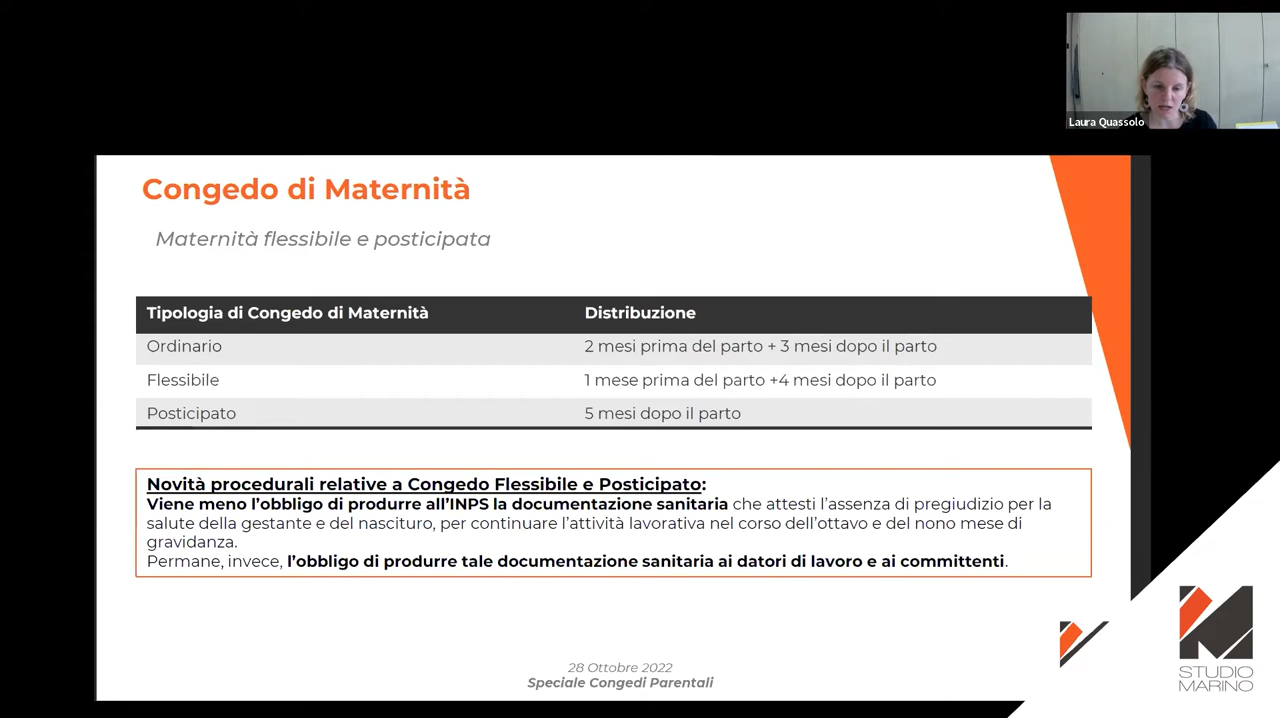 Laura Quassolo
Congedo di Maternità
Maternità flessibile e posticipata
Tipologia di Congedo di Maternità Distribuzione
Ordinario 2 mesi prima del parto + 3 mesi dopo il parto
Flessibile 1 mese prima del parto +4 mesi dopo il parto
Posticipato 5 mesi dopo il parto
Novità procedurali relative a Congedo Flessibile e Posticipato:
Viene meno l’obbligo di produrre all’INPS la documentazione sanitaria che attesti l’assenza di pregiudizio per la
salute della gestante e del nascituro, per continuare l’attività lavorativa nel corso dell’ottavo e del nono mese di
gravidanza.
Permane, invece, l’obbligo di produrre tale documentazione sanitaria ai datori di lavoro e ai committenti.
28 Ottobre 2022
Speciale Congedi Parentali
STUDIO
MARINO